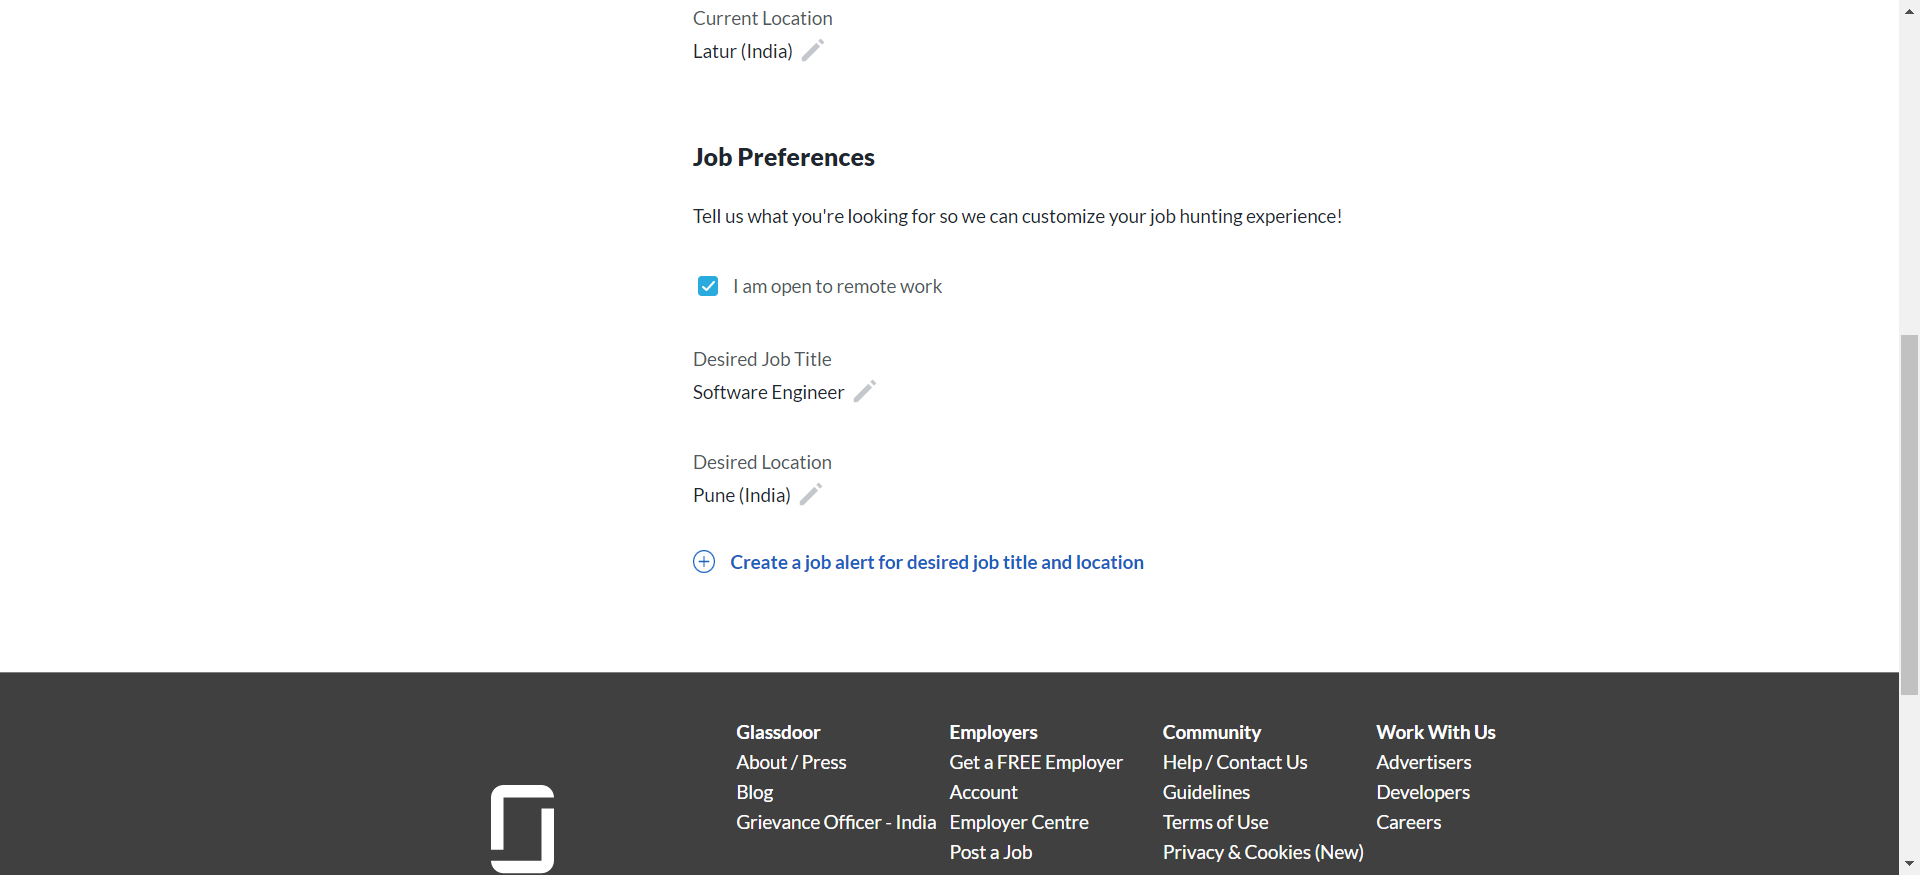 Current Location
Latur (India)
Job Preferences
Tell us what you're looking for so we can customize your job hunting experience!
I am open to remote work
Desired Job Title
Software Engineer
Desired Location
Pune (India)
Create a job alert for desired job title and location
Glassdoor
About / Press
Blog
Grievance Officer - India
Employers
Get a FREE Employer
Account
Employer Centre
Post a Job
Community
Help / Contact Us
Guidelines
Terms of Use
Privacy & Cookies (New)
Work With Us
Advertisers
Developers
Careers